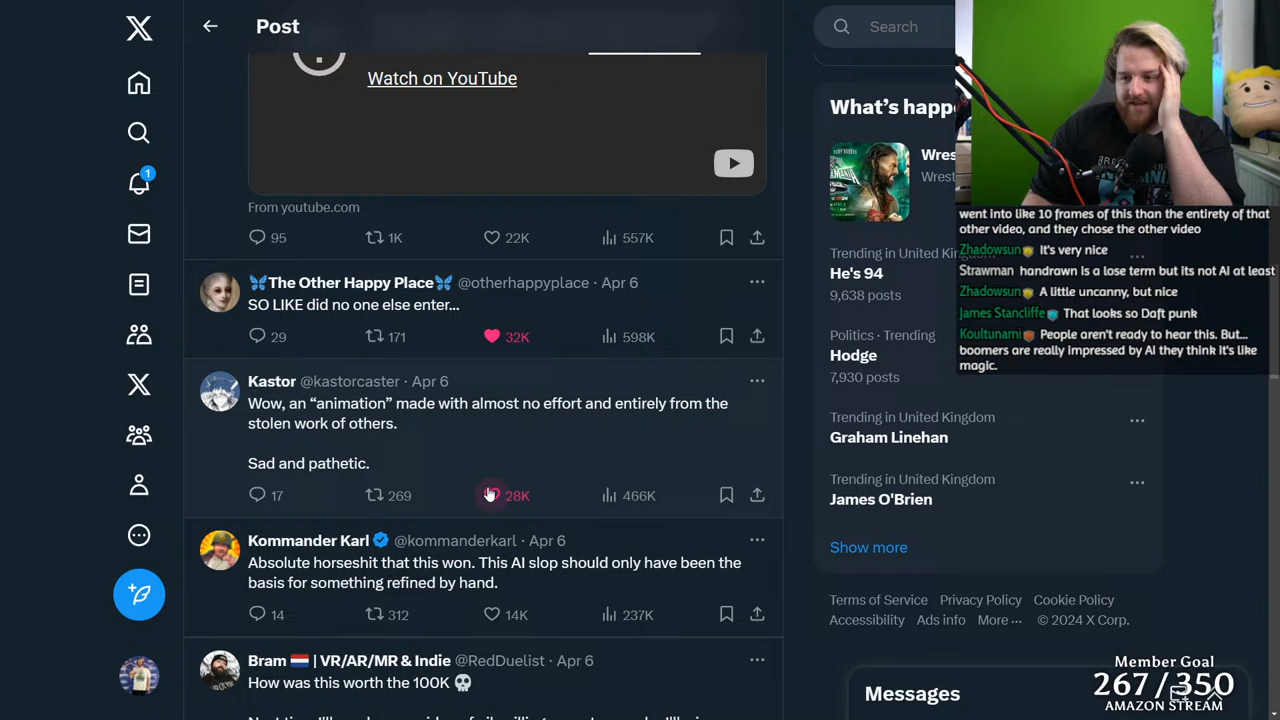 Post
Search
Watch on YouTube
From youtube.com
95 1K 22K 557K
🦋The Other Happy Place🦋 @otherhappyplace · Apr 6
SO LIKE did no one else enter...
29 171 32K 598K
Kastor @kastorcaster · Apr 6
Wow, an “animation” made with almost no effort and entirely from the
stolen work of others.
Sad and pathetic.
17 269 28K 466K
Kommander Karl @kommanderkarl · Apr 6
Absolute horseshit that this won. This AI slop should only have been the
basis for something refined by hand.
14 312 14K 237K
Bram 🇳🇱 | VR/AR/MR & Indie @RedDuelist · Apr 6
How was this worth the 100K 💀
1
What’s happe
Wres
Wrest
Trending in United Kingdom
He's 94
9,638 posts
Politics · Trending
Hodge
7,930 posts
Trending in United Kingdom
Graham Linehan
Trending in United Kingdom
James O'Brien
Show more
Terms of Service Privacy Policy Cookie Policy
Accessibility Ads info More ··· © 2024 X Corp.
Messages
went into like 10 frames of this than the entirety of that
other video, and they chose the other video
Zhadowsun It's very nice
Strawman handrawn is a lose term but its not AI at least
Zhadowsun A little uncanny, but nice
James Stancliffe That looks so Daft punk
Koultunami People aren't ready to hear this. But...
boomers are really impressed by AI they think It's like
magic.
Member Goal
267/350
AMAZON STREAM